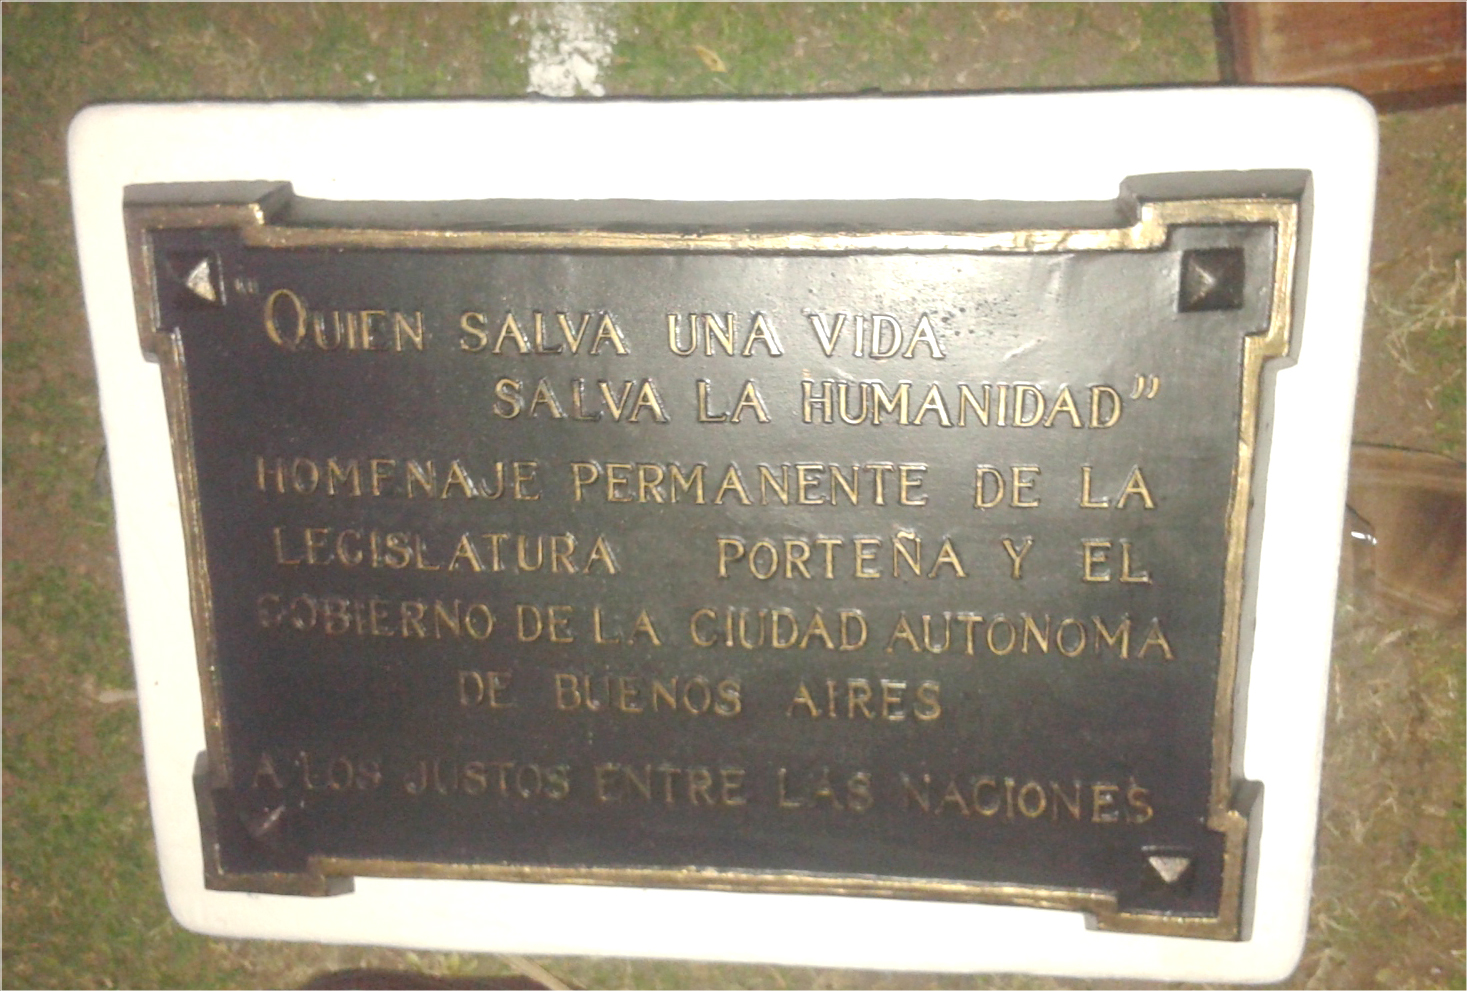 "QUIEN SALVA UNA VIDA
SALVA LA HUMANIDAD"
HOMENAJE PERMANENTE DE LA
LEGISLATURA PORTEÑA Y EL
GOBIERNO DE LA CIUDAD AUTONOMA
DE BUENOS AIRES
A LOS JUSTOS ENTRE LAS NACIONES